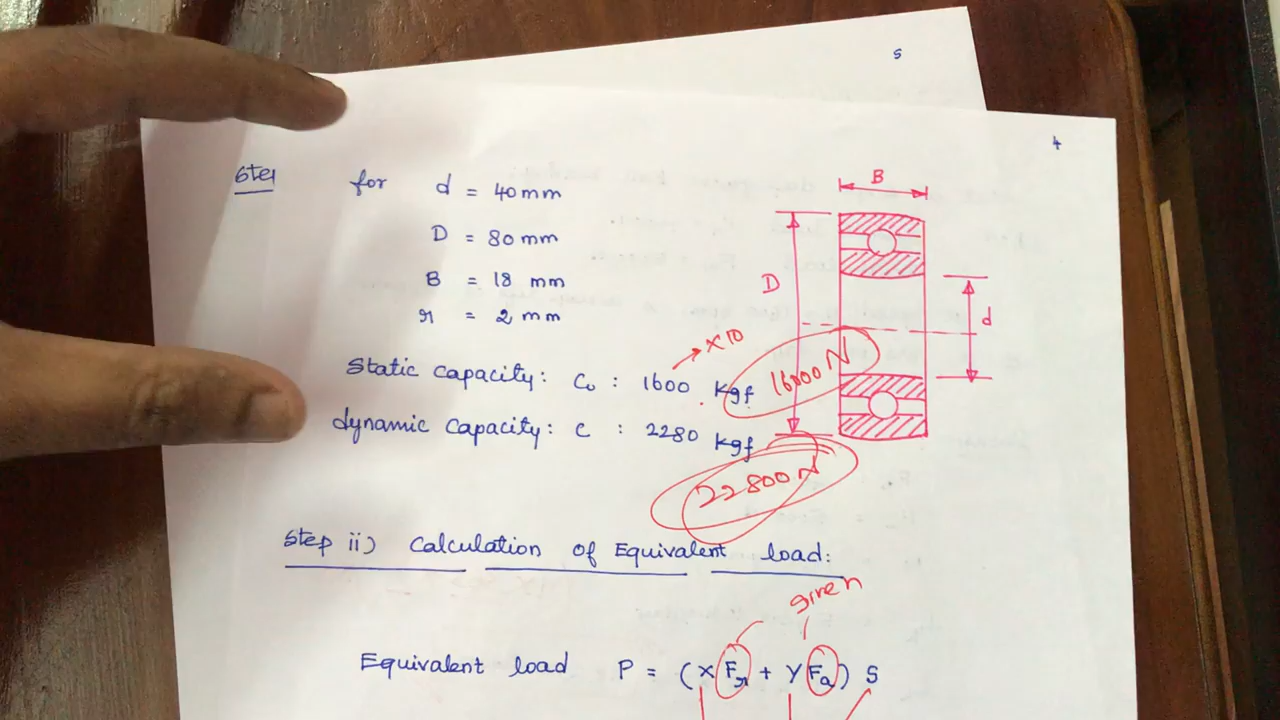 5
4
Step for d = 40 mm
D = 80 mm
B = 18 mm
r = 2 mm
B
D
d
→ ×10
Static capacity: C₀ : 1600 Kgf 16000 N
dynamic capacity: C : 2280 Kgf
22800 N
Step ii) Calculation of Equivalent load:
given
Equivalent load P = (X Fr + Y Fa) S